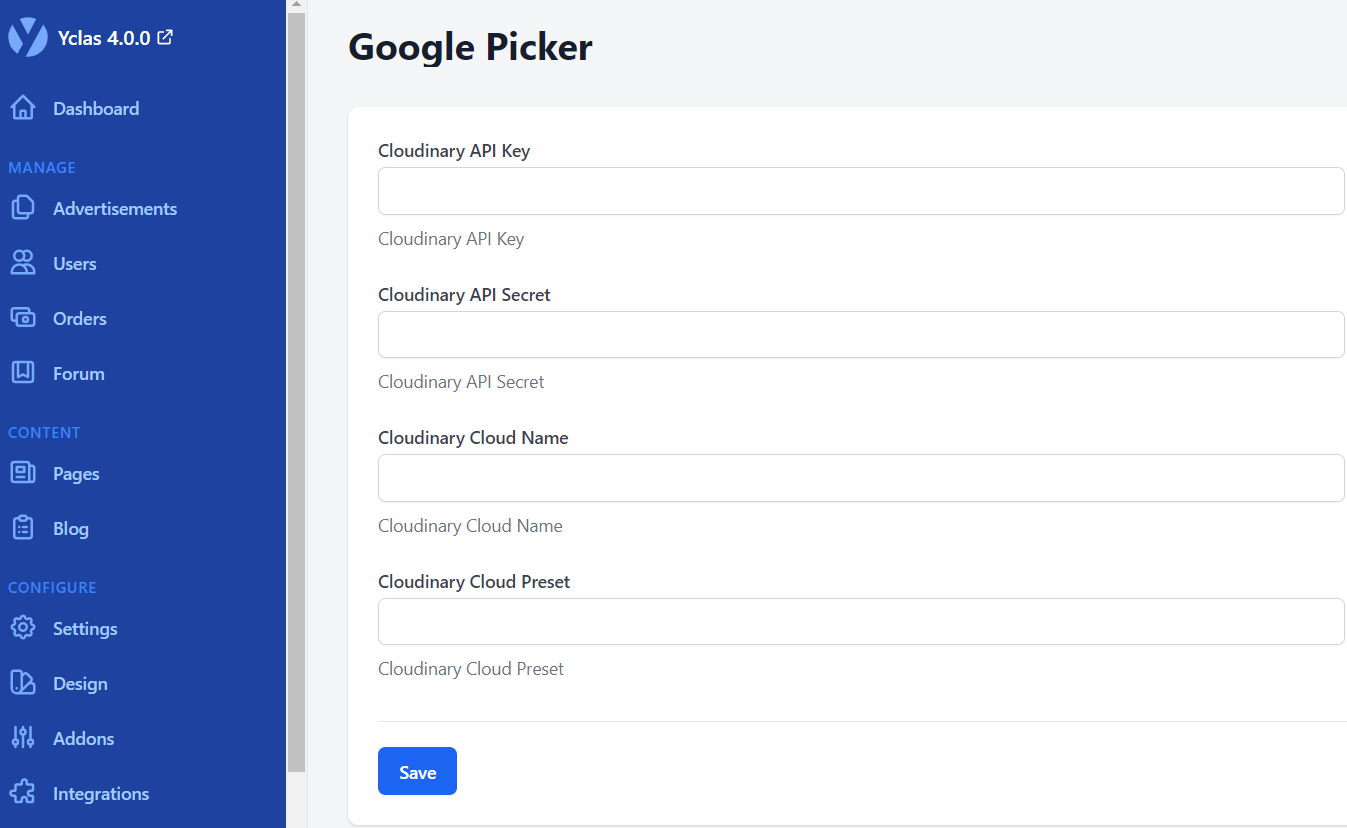 Yclas 4.0.0
Dashboard
MANAGE
Advertisements
Users
Orders
Forum
CONTENT
Pages
Blog
CONFIGURE
Settings
Design
Addons
Integrations
Google Picker
Cloudinary API Key
Cloudinary API Key
Cloudinary API Secret
Cloudinary API Secret
Cloudinary Cloud Name
Cloudinary Cloud Name
Cloudinary Cloud Preset
Cloudinary Cloud Preset
Save